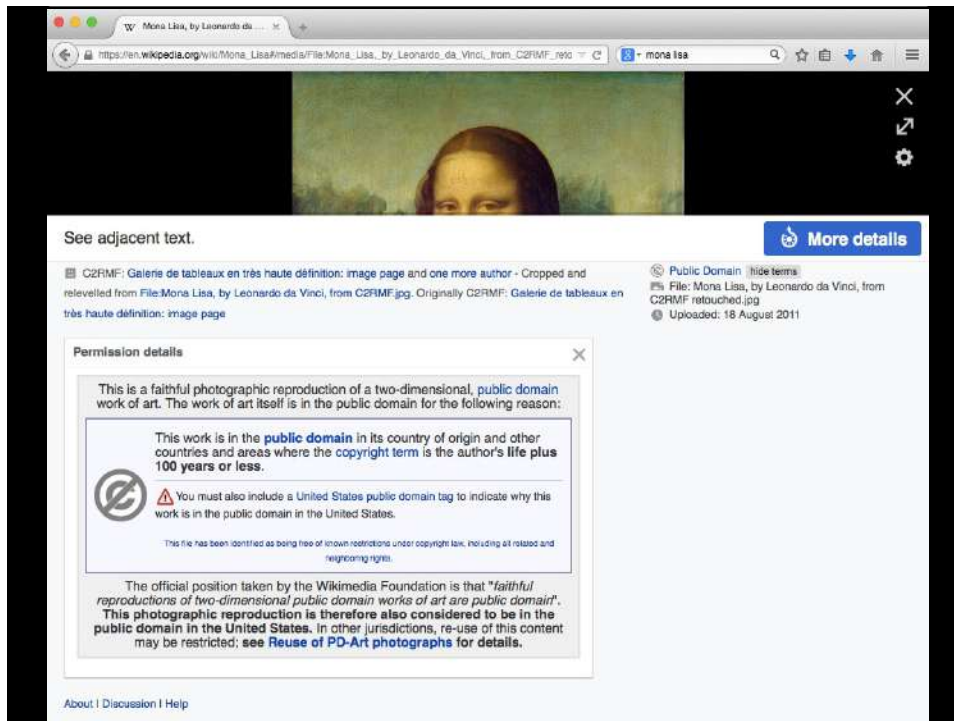 W Mona Lisa, by Leonardo da ...
https://en.wikipedia.org/wiki/Mona_Lisa#/media/File:Mona_Lisa,_by_Leonardo_da_Vinci,_from_C2RMF_reto
mona lisa
See adjacent text.
More details
C2RMF: Galerie de tableaux en très haute définition: image page and one more author - Cropped and
relevelled from File:Mona Lisa, by Leonardo da Vinci, from C2RMF.jpg. Originally C2RMF: Galerie de tableaux en
très haute définition: image page
Public Domain hide terms
File: Mona Lisa, by Leonardo da Vinci, from
C2RMF retouched.jpg
Uploaded: 18 August 2011
Permission details
This is a faithful photographic reproduction of a two-dimensional, public domain
work of art. The work of art itself is in the public domain for the following reason:
This work is in the public domain in its country of origin and other
countries and areas where the copyright term is the author's life plus
100 years or less.
You must also include a United States public domain tag to indicate why this
work is in the public domain in the United States.
This file has been identified as being free of known restrictions under copyright law, including all related and
neighboring rights.
The official position taken by the Wikimedia Foundation is that "faithful
reproductions of two-dimensional public domain works of art are public domain".
This photographic reproduction is therefore also considered to be in the
public domain in the United States. In other jurisdictions, re-use of this content
may be restricted; see Reuse of PD-Art photographs for details.
About | Discussion | Help